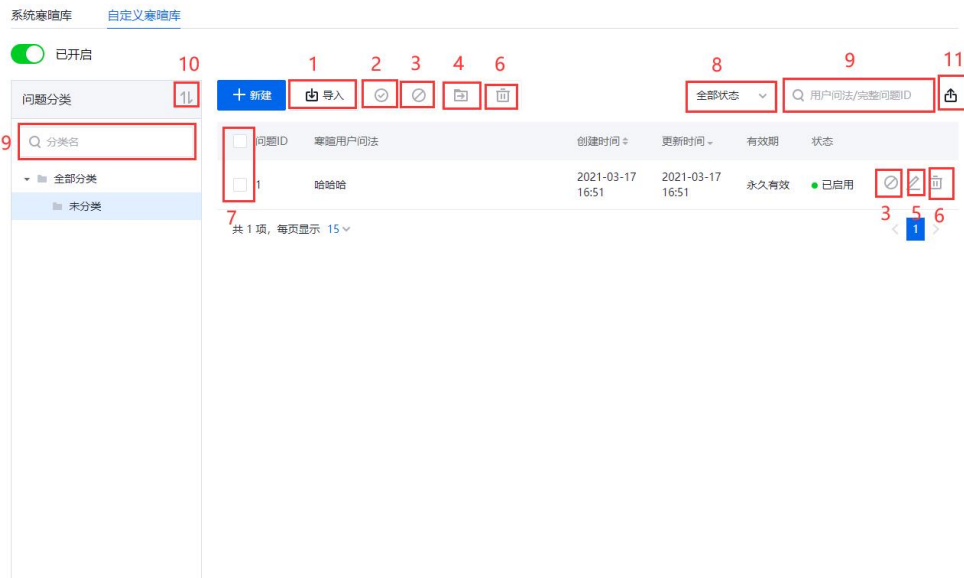 系统寒暄库 自定义寒暄库
已开启
10 1 2 3 4 6 8 9 11
问题分类 新建 导入 全部状态 用户问法/完整问题ID
9 分类名 问题ID 寒暄用户问法 创建时间 更新时间 有效期 状态
全部分类 1 哈哈哈 2021-03-17 16:51 2021-03-17 16:51 永久有效 已启用
未分类
7 3 5 6
共 1 项，每页显示 15 1